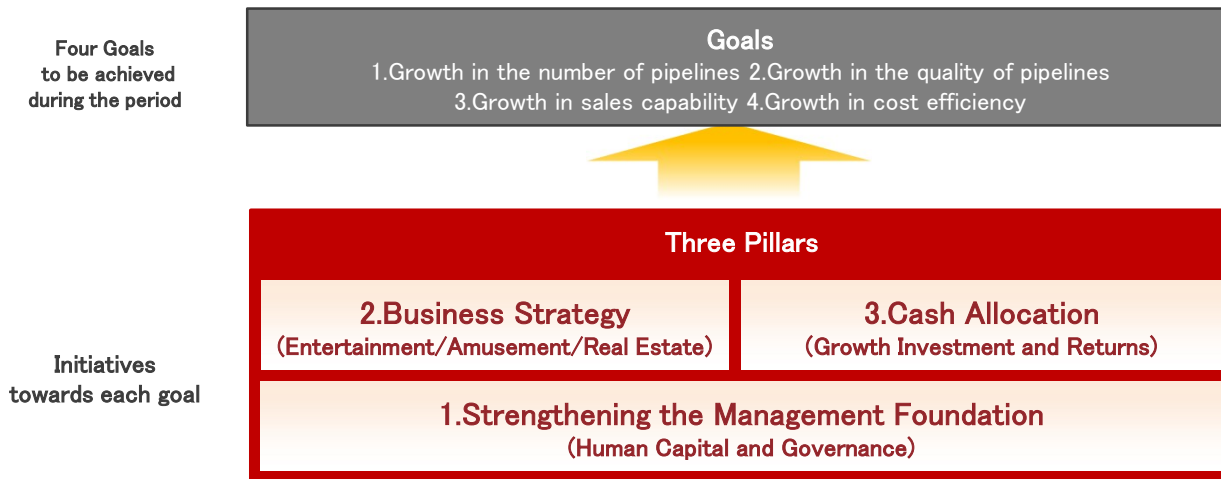 Four Goals
to be achieved
during the period
Goals
1.Growth in the number of pipelines 2.Growth in the quality of pipelines
3.Growth in sales capability 4.Growth in cost efficiency
Initiatives
towards each goal
Three Pillars
2.Business Strategy
(Entertainment/Amusement/Real Estate)
3.Cash Allocation
(Growth Investment and Returns)
1.Strengthening the Management Foundation
(Human Capital and Governance)